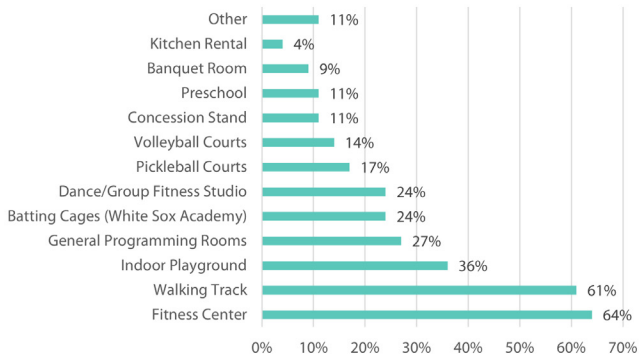 Other 11%
Kitchen Rental 4%
Banquet Room 9%
Preschool 11%
Concession Stand 11%
Volleyball Courts 14%
Pickleball Courts 17%
Dance/Group Fitness Studio 24%
Batting Cages (White Sox Academy) 24%
General Programming Rooms 27%
Indoor Playground 36%
Walking Track 61%
Fitness Center 64%
0% 10% 20% 30% 40% 50% 60% 70%